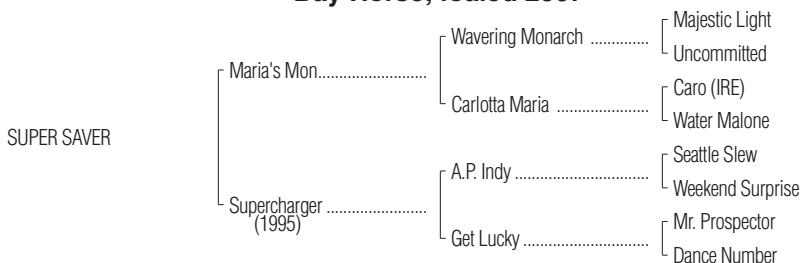 Bay Horse; foaled 2007
Majestic Light
Wavering Monarch ..............
Uncommitted
Maria's Mon...........................
Caro (IRE)
Carlotta Maria .......................
Water Malone
SUPER SAVER
Seattle Slew
A.P. Indy .................................
Weekend Surprise
Supercharger .........................
(1995)
Mr. Prospector
Get Lucky ...............................
Dance Number